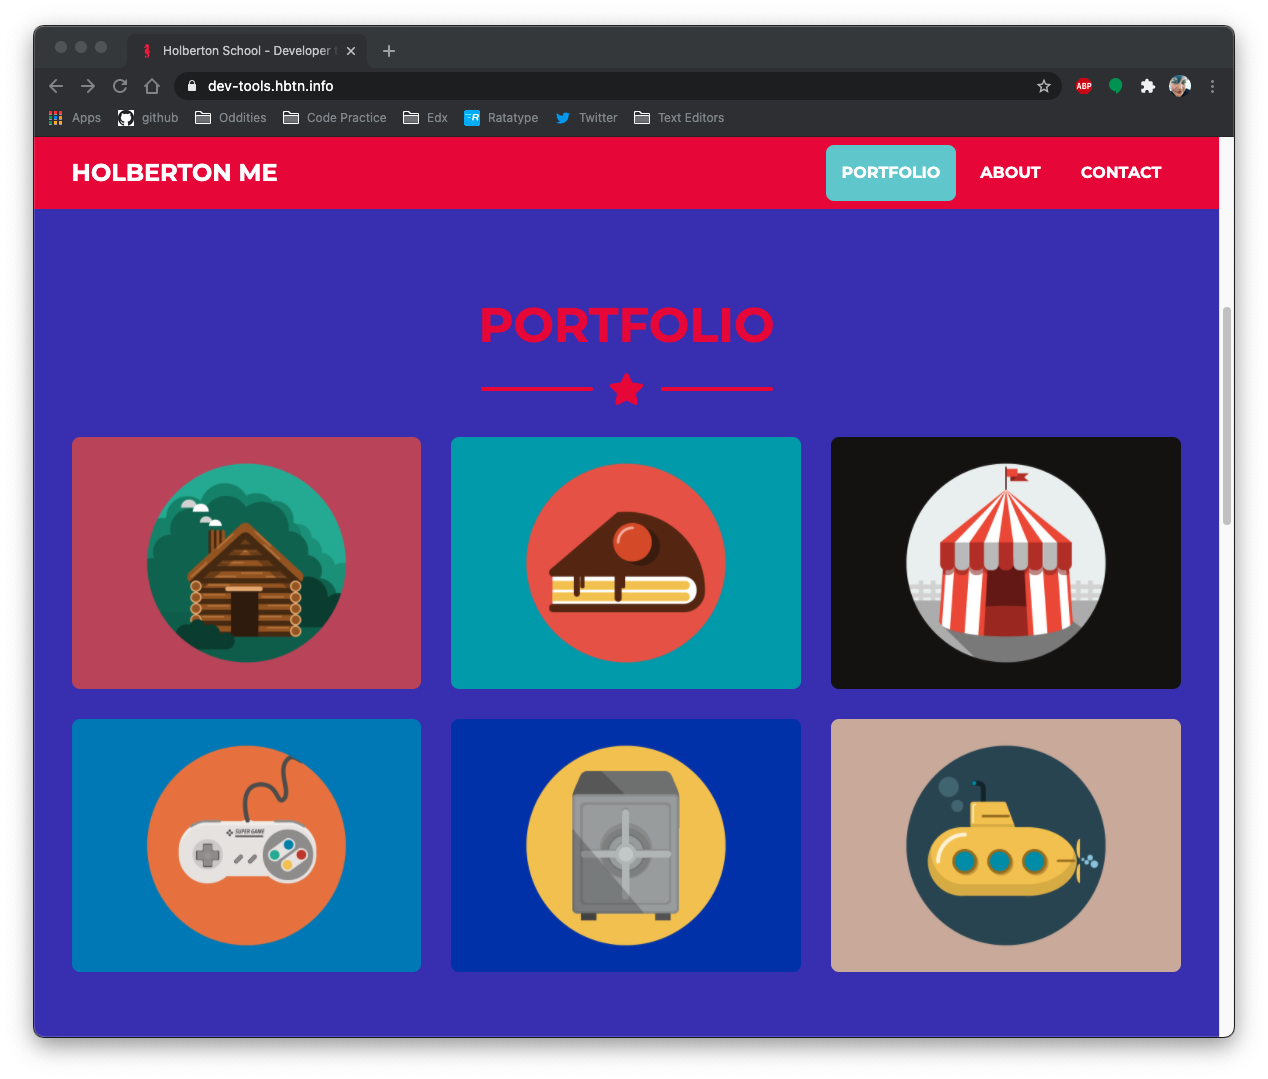 Holberton School - Developer
dev-tools.hbtn.info
ABP
Apps github Oddities Code Practice Edx Ratatype Twitter Text Editors
HOLBERTON ME PORTFOLIO ABOUT CONTACT
PORTFOLIO
SUPER GAME